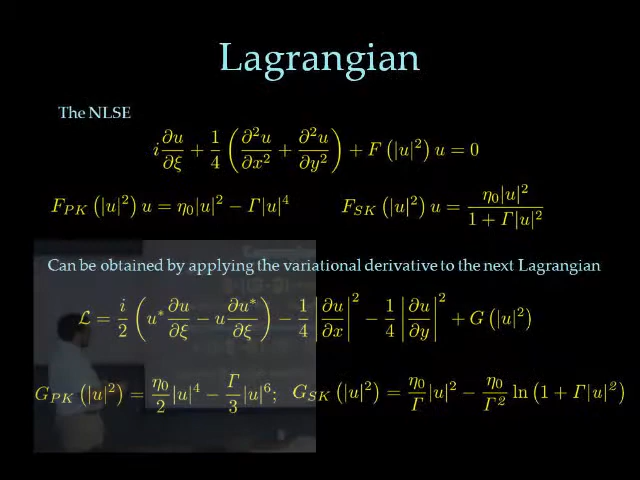 Lagrangian
The NLSE
i ∂u/∂ξ + 1/4 ( ∂²u/∂x² + ∂²u/∂y² ) + F (|u|²) u = 0
F_PK (|u|²) u = η₀|u|² − Γ|u|⁴ F_SK (|u|²) u = η₀|u|² / 1 + Γ|u|²
Can be obtained by applying the variational derivative to the next Lagrangian
ℒ = i/2 ( u* ∂u/∂ξ − u ∂u*/∂ξ ) − 1/4 |∂u/∂x|² − 1/4 |∂u/∂y|² + G (|u|²)
G_PK (|u|²) = η₀/2 |u|⁴ − Γ/3 |u|⁶; G_SK (|u|²) = η₀/Γ |u|² − η₀/Γ² ln (1 + Γ|u|²)